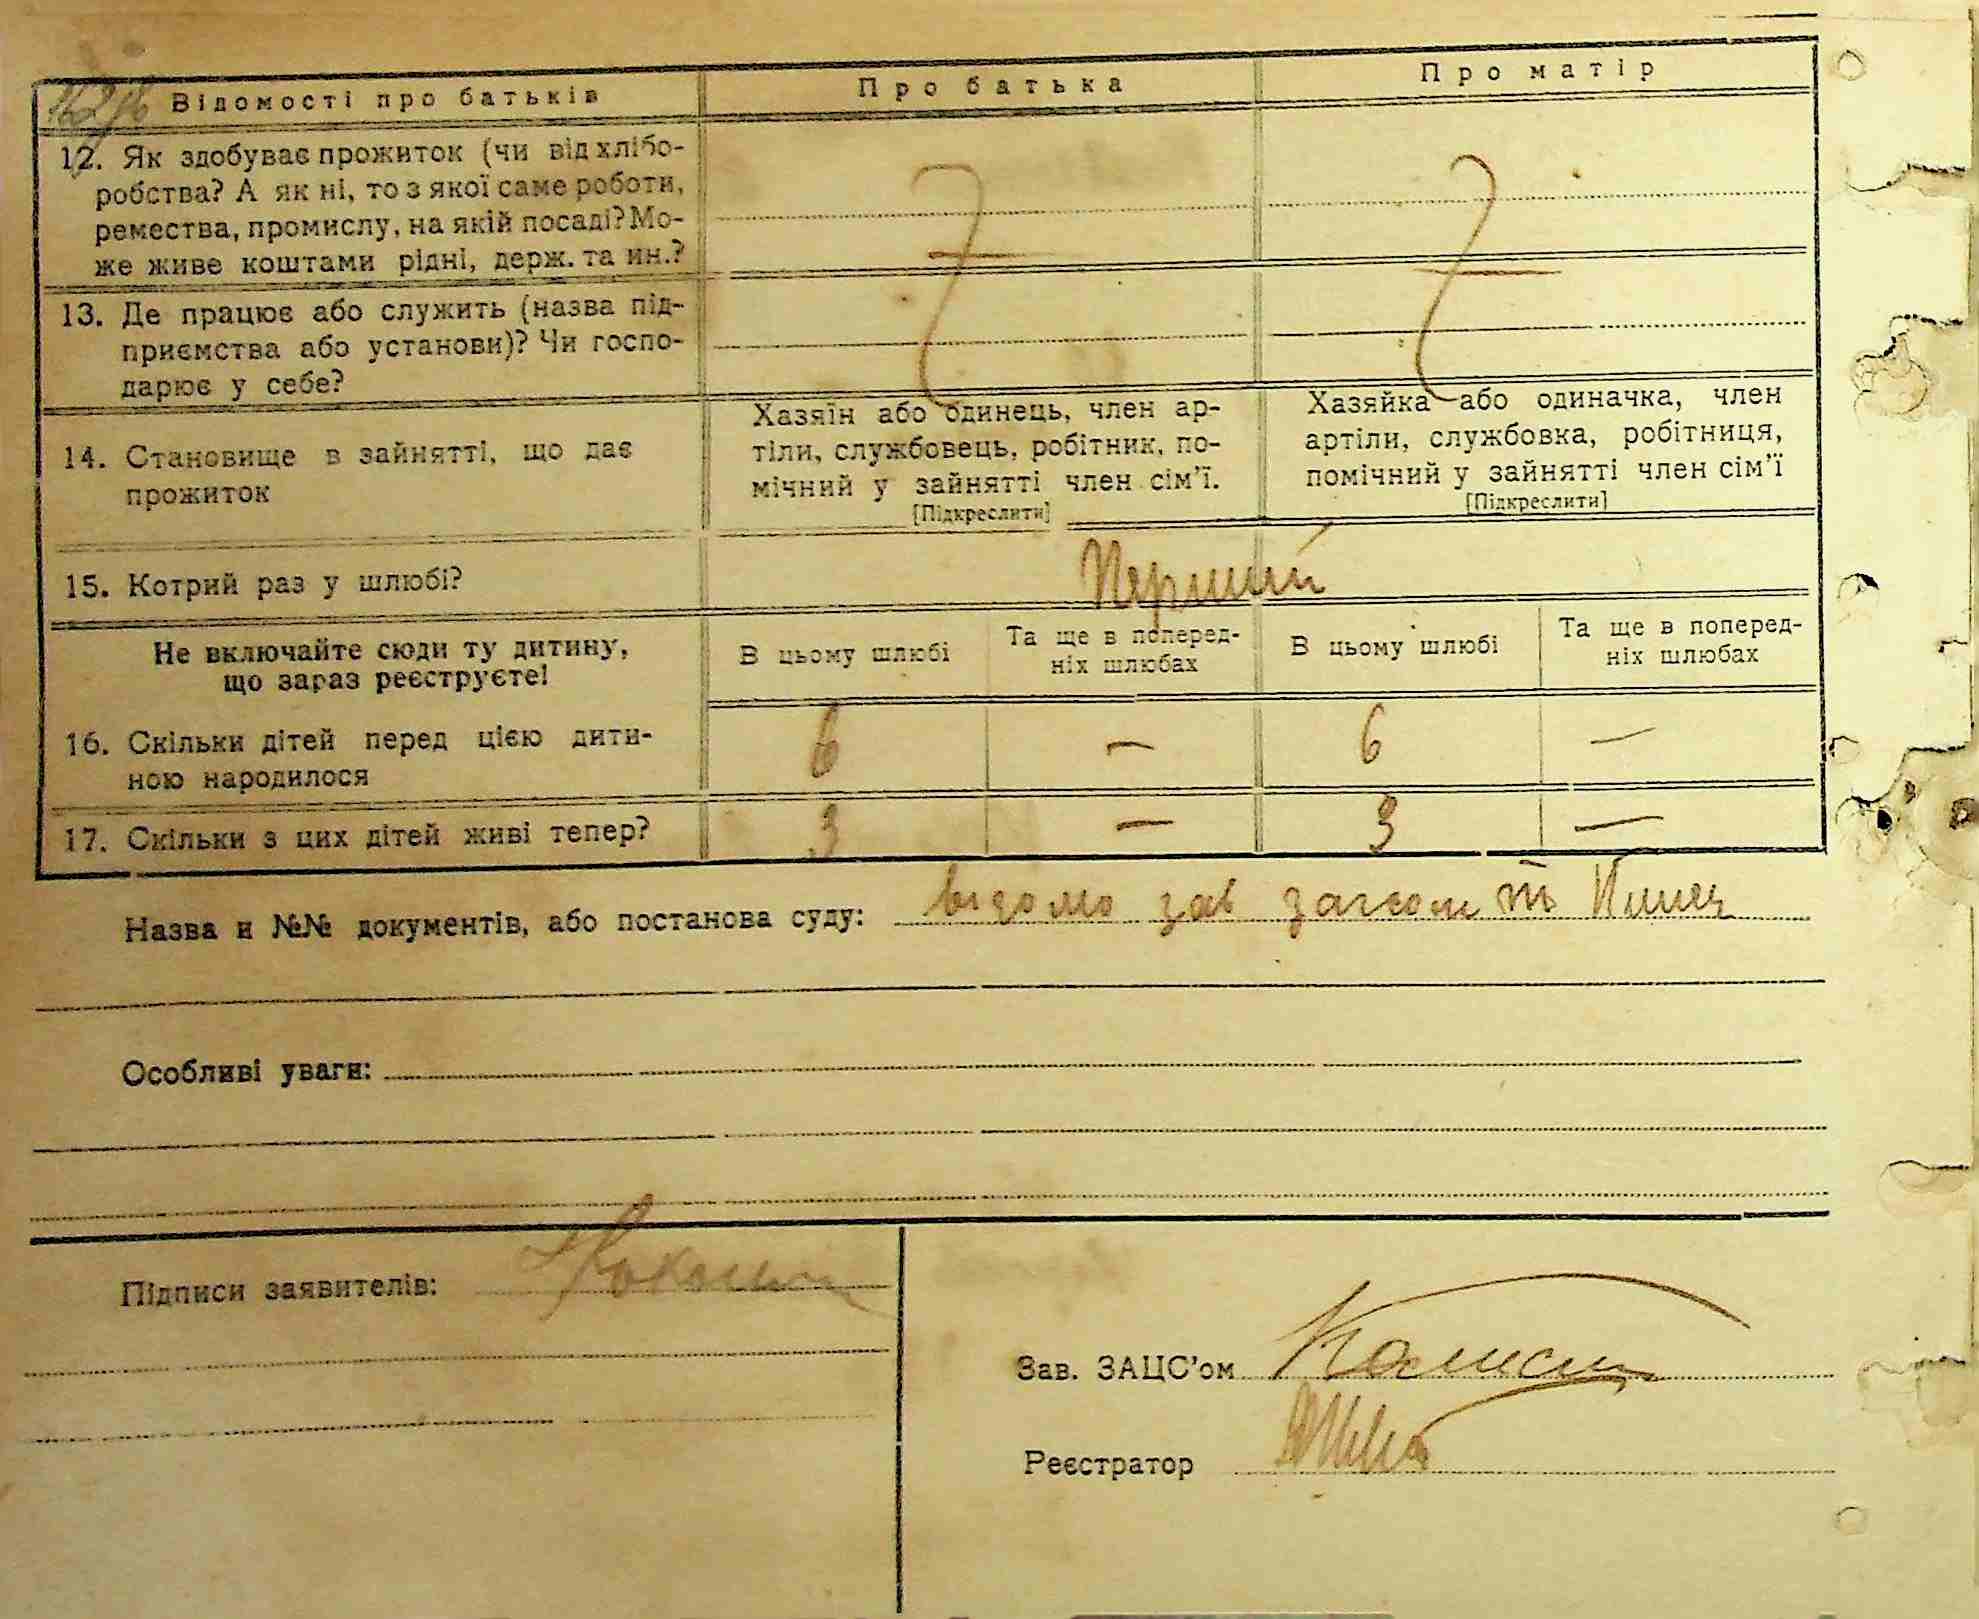 Відомості про батьків
Про батька
Про матір
12. Як здобуває прожиток (чи від хлібо-
робства? А як ні, то з якої саме роботи,
ремества, промислу, на якій посаді? Мо-
же живе коштами рідні, держ. та ин.?
13. Де працює або служить (назва під-
приємства або установи)? Чи госпо-
дарює у себе?
14. Становище в зайнятті, що дає
прожиток
Хазяїн або одинець, член ар-
тіли, службовець, робітник, по-
мічний у зайнятті член сім'ї.
[Підкреслити]
Хазяйка або одиначка, член
артіли, службовка, робітниця,
помічний у зайнятті член сім'ї
[Підкреслити]
15. Котрий раз у шлюбі?
Перший
Не включайте сюди ту дитину,
що зараз реєструєте!
В цьому шлюбі
Та ще в поперед-
ніх шлюбах
В цьому шлюбі
Та ще в поперед-
ніх шлюбах
16. Скільки дітей перед цією дити-
ною народилося
6 — 6 —
17. Скільки з цих дітей живі тепер?
3 — 3 —
Назва и №№ документів, або постанова суду: відомо зав загсом
Особливі уваги:
Підписи заявителів:
Зав. ЗАЦС'ом
Реєстратор